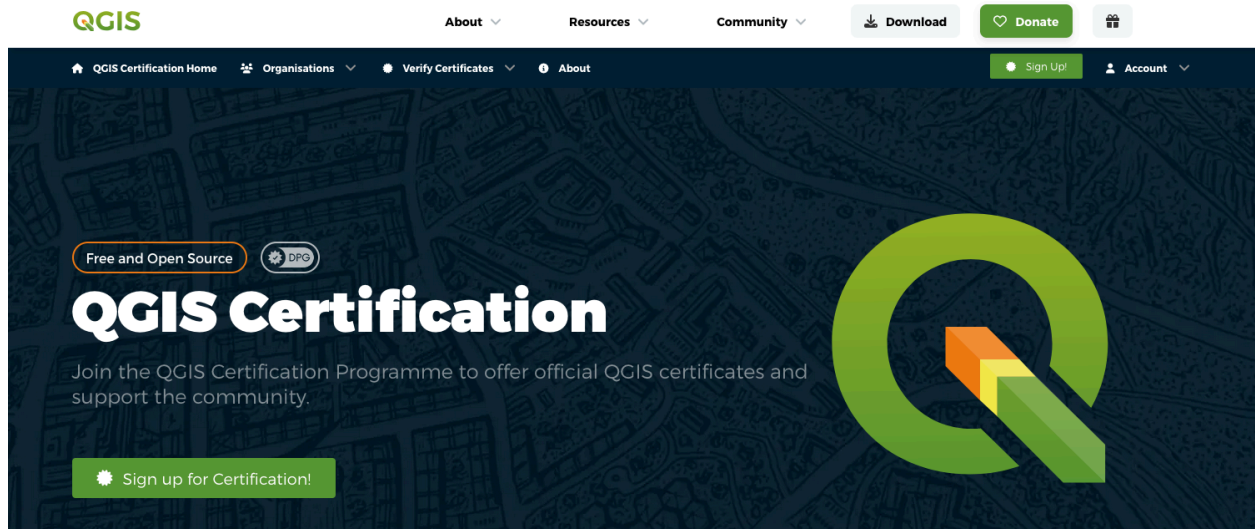 QGIS
About
Resources
Community
Download
Donate
QGIS Certification Home
Organisations
Verify Certificates
About
Sign Up!
Account
Free and Open Source
DPG
QGIS Certification
Join the QGIS Certification Programme to offer official QGIS certificates and
support the community.
Sign up for Certification!